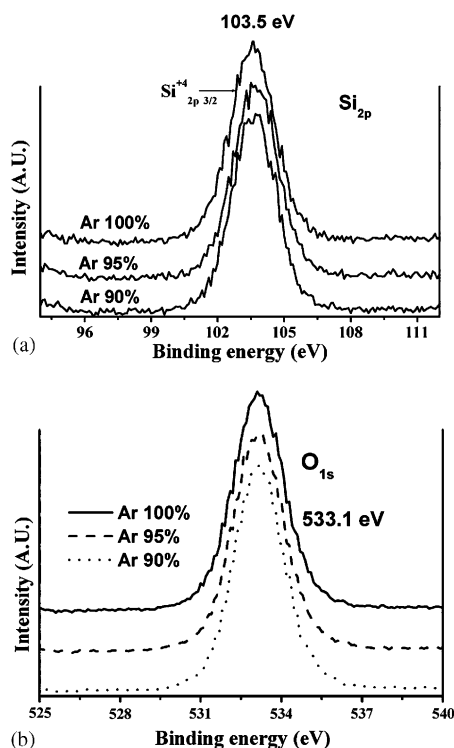 103.5 eV
Si+4 2p 3/2
Si2p
Intensity (A.U.)
Ar 100%
Ar 95%
Ar 90%
96 99 102 105 108 111
(a)
Binding energy (eV)
O1s
533.1 eV
Intensity (A.U.)
Ar 100%
Ar 95%
Ar 90%
525 528 531 534 537 540
(b)
Binding energy (eV)